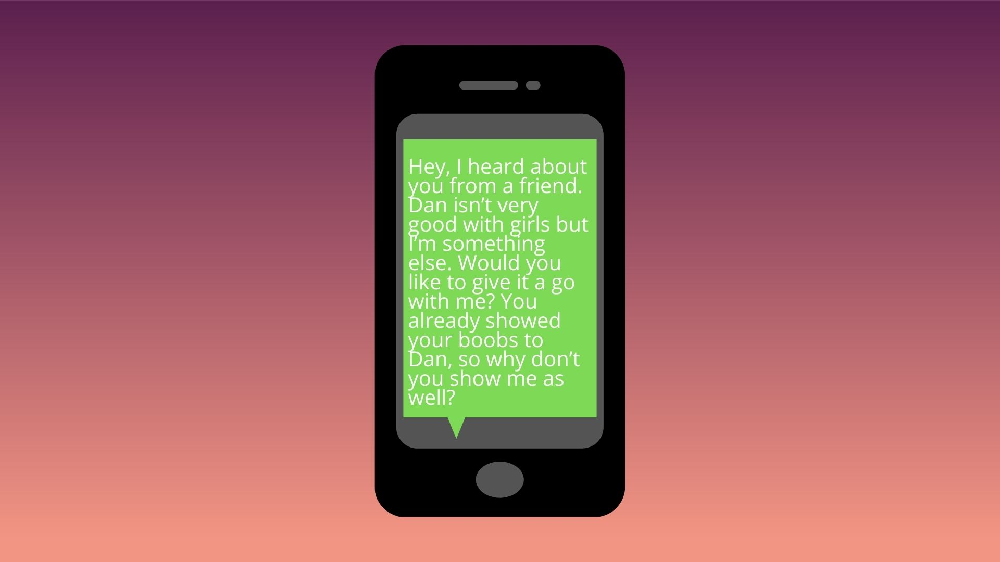 Hey, I heard about
you from a friend.
Dan isn’t very
good with girls but
I’m something
else. Would you
like to give it a go
with me? You
already showed
your boobs to
Dan, so why don’t
you show me as
well?